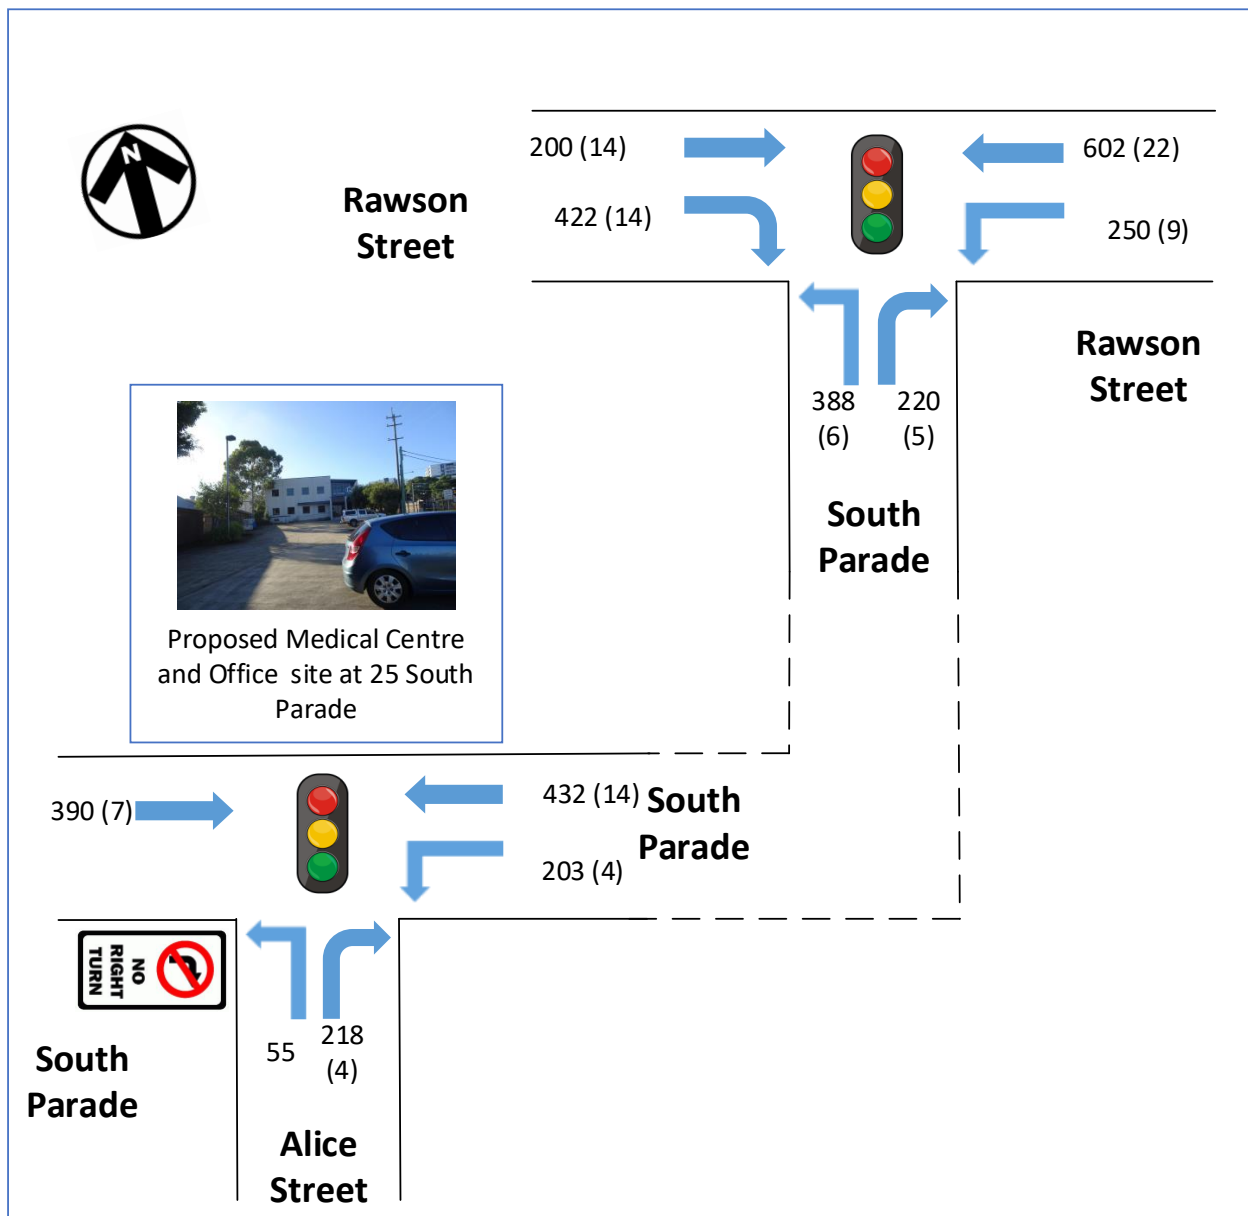 N
200 (14)
602 (22)
Rawson
Street
422 (14)
250 (9)
Rawson
Street
388
(6)
220
(5)
South
Parade
Proposed Medical Centre
and Office site at 25 South
Parade
390 (7)
432 (14)
South
Parade
203 (4)
NO
RIGHT
TURN
55
218
(4)
South
Parade
Alice
Street